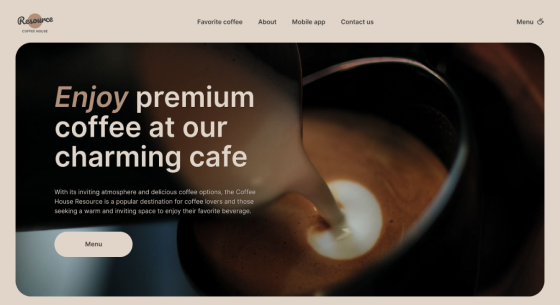 Resource
COFFEE HOUSE
Favorite coffee
About
Mobile app
Contact us
Menu
Enjoy premium
coffee at our
charming cafe
With its inviting atmosphere and delicious coffee options, the Coffee
House Resource is a popular destination for coffee lovers and those
seeking a warm and inviting space to enjoy their favorite beverage.
Menu